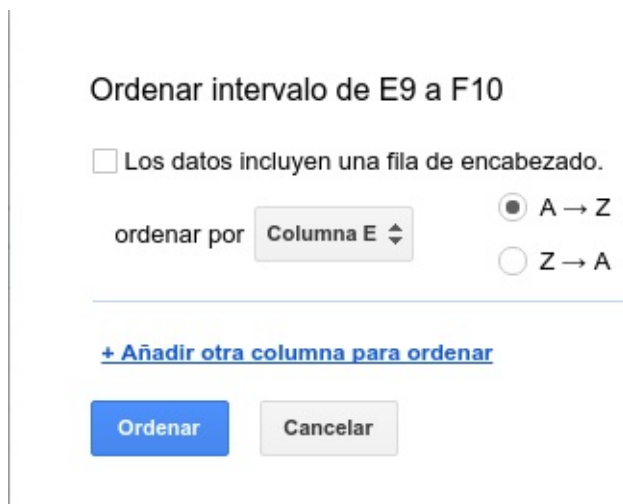 Ordenar intervalo de E9 a F10
Los datos incluyen una fila de encabezado.
ordenar por Columna E A → Z
Z → A
+ Añadir otra columna para ordenar
Ordenar Cancelar